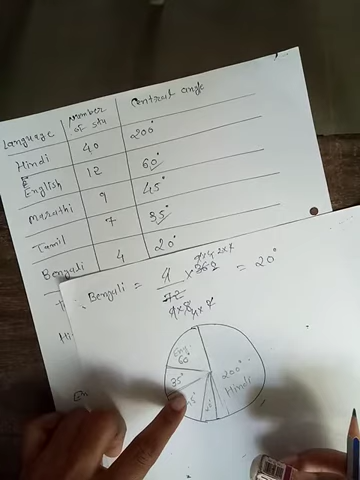 Language Number of stu Central angle
Hindi 40 200°
English 12 60°
Marathi 9 45°
Tamil 7 35°
Bengali 4 20°
Bengali = 4/72 × 360 = 20°
Eng 60°
35°
200°
Hindi